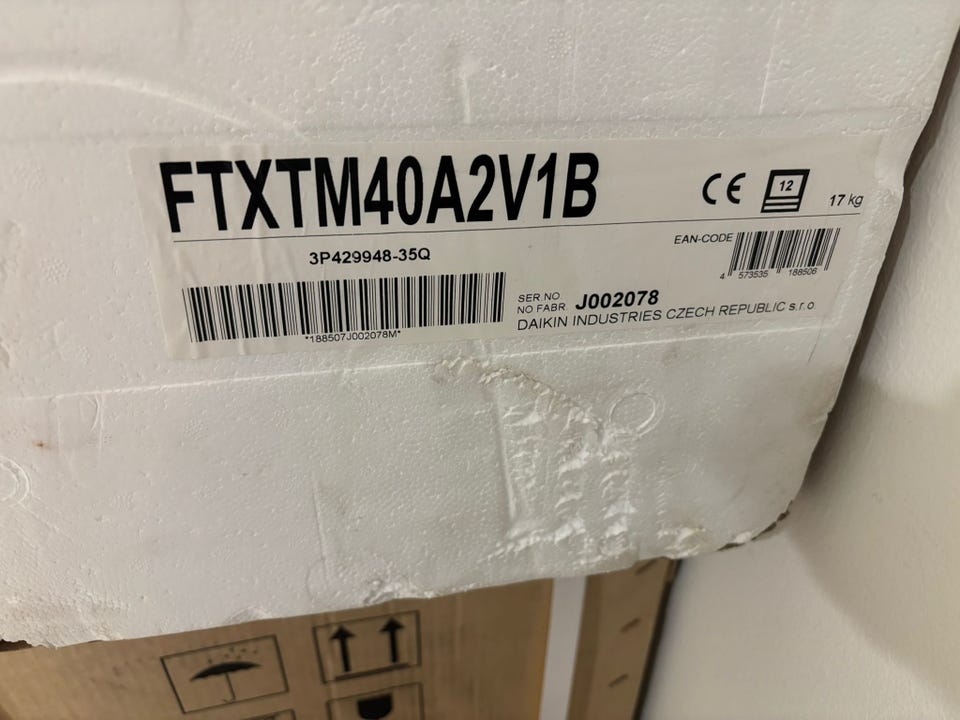 FTXTM40A2V1B
CE
12
17 kg
3P429948-35Q
EAN-CODE
4 573535 188506
*188507J002078M*
SER.NO.
NO FABR. J002078
DAIKIN INDUSTRIES CZECH REPUBLIC s.r.o.